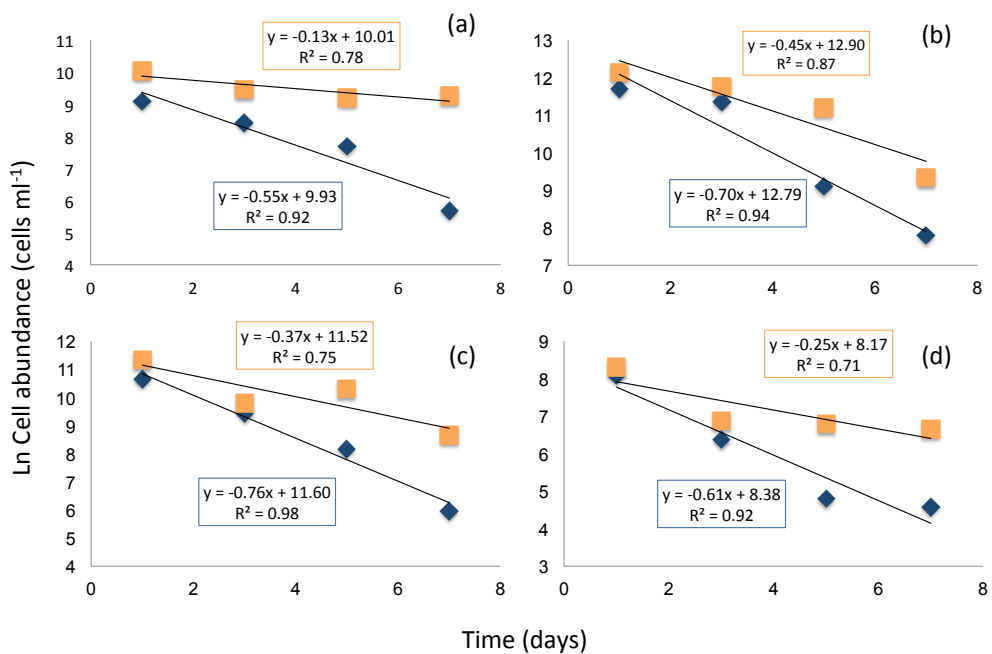 Ln Cell abundance (cells ml⁻¹)
(a)
y = -0.13x + 10.01
R² = 0.78
y = -0.55x + 9.93
R² = 0.92
11
10
9
8
7
6
5
4
0 2 4 6 8
(b)
y = -0.45x + 12.90
R² = 0.87
y = -0.70x + 12.79
R² = 0.94
13
12
11
10
9
8
7
0 2 4 6 8
(c)
y = -0.37x + 11.52
R² = 0.75
y = -0.76x + 11.60
R² = 0.98
12
11
10
9
8
7
6
5
4
0 2 4 6 8
(d)
y = -0.25x + 8.17
R² = 0.71
y = -0.61x + 8.38
R² = 0.92
9
8
7
6
5
4
3
0 2 4 6 8
Time (days)